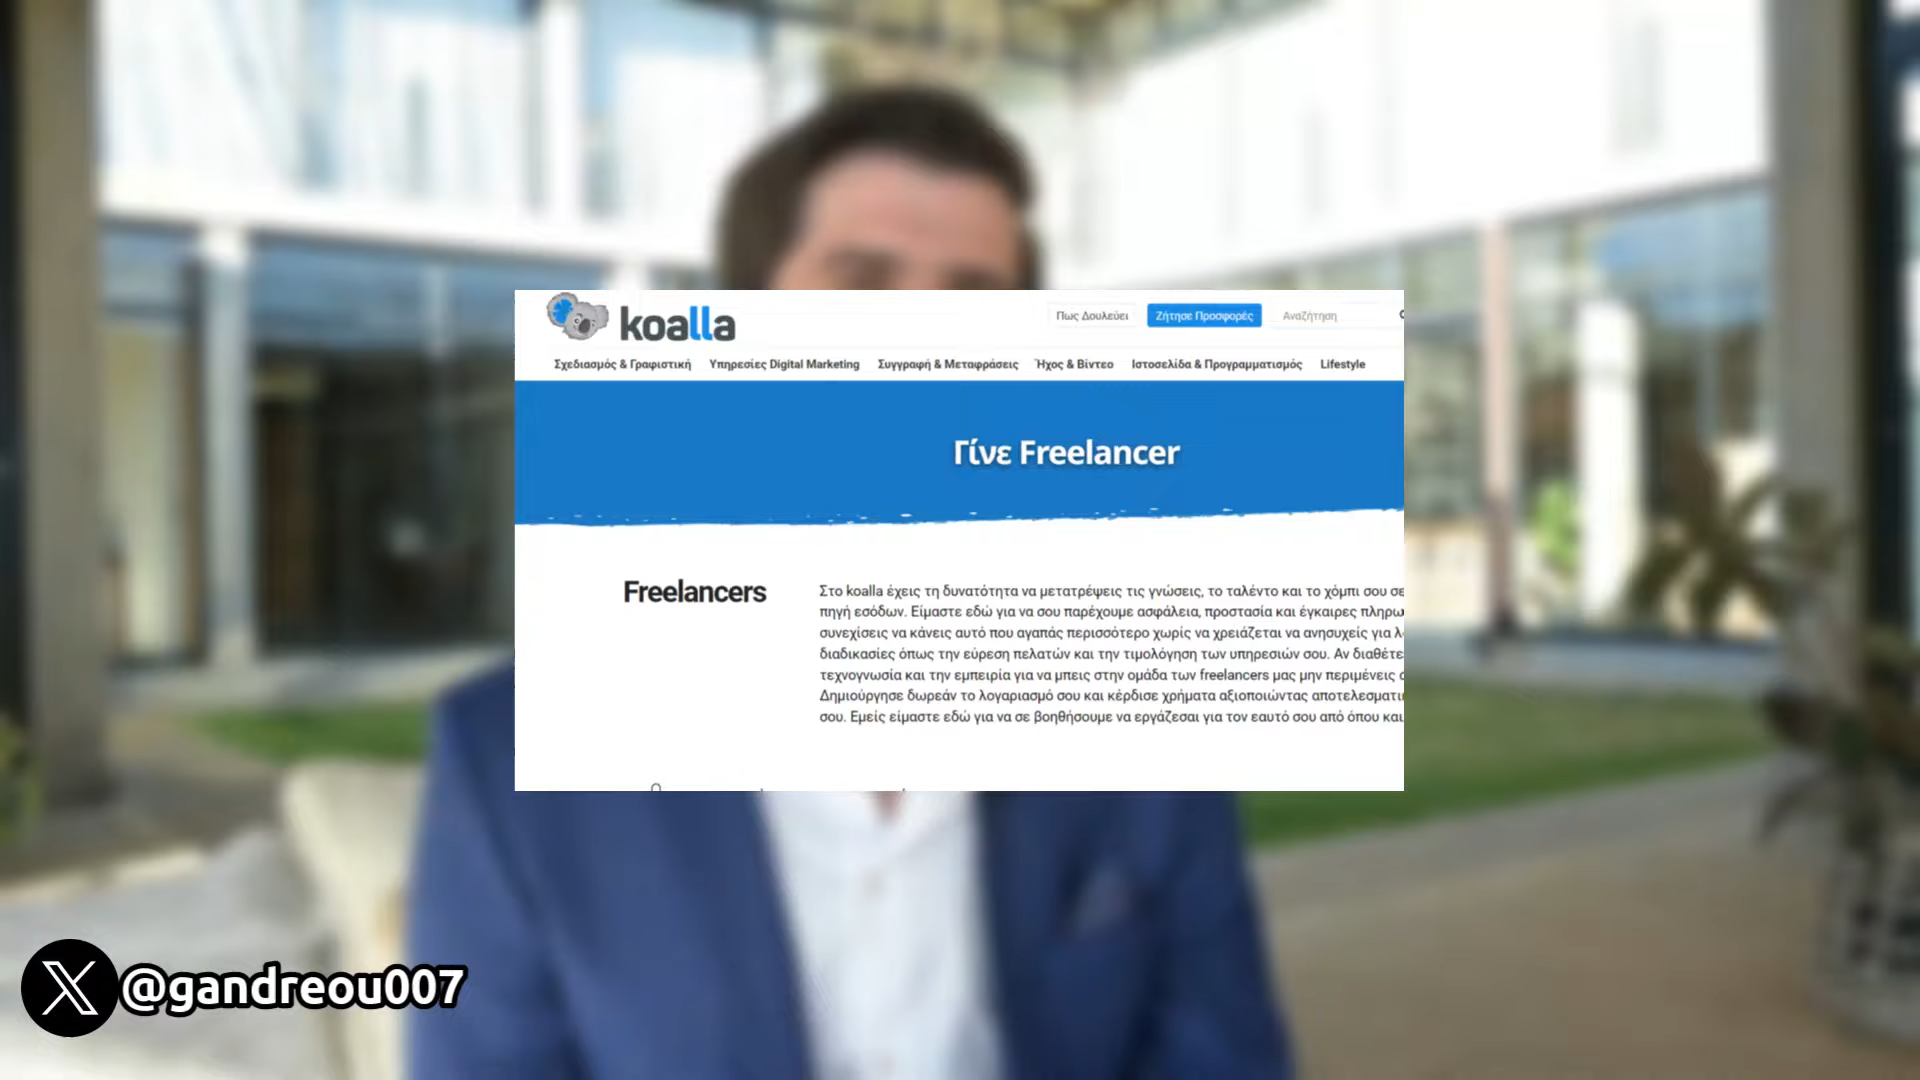 koalla
Πως Δουλεύει
Ζήτησε Προσφορές
Αναζήτηση
Σχεδιασμός & Γραφιστική Υπηρεσίες Digital Marketing Συγγραφή & Μεταφράσεις Ήχος & Βίντεο Ιστοσελίδα & Προγραμματισμός Lifestyle
Γίνε Freelancer
Freelancers
Στο koalla έχεις τη δυνατότητα να μετατρέψεις τις γνώσεις, το ταλέντο και το χόμπι σου σε
πηγή εσόδων. Είμαστε εδώ για να σου παρέχουμε ασφάλεια, προστασία και έγκαιρες
συνεχίσεις να κάνεις αυτό που αγαπάς περισσότερο χωρίς να χρειάζεται να ανησυχείς για
διαδικασίες όπως την εύρεση πελατών και την τιμολόγηση των υπηρεσιών σου. Αν
τεχνογνωσία και την εμπειρία για να μπεις στην ομάδα των freelancers μας μην περιμένεις
Δημιούργησε δωρεάν το λογαριασμό σου και κέρδισε χρήματα αξιοποιώντας
σου. Εμείς είμαστε εδώ για να σε βοηθήσουμε να εργάζεσαι για τον εαυτό σου από όπου
@gandreou007